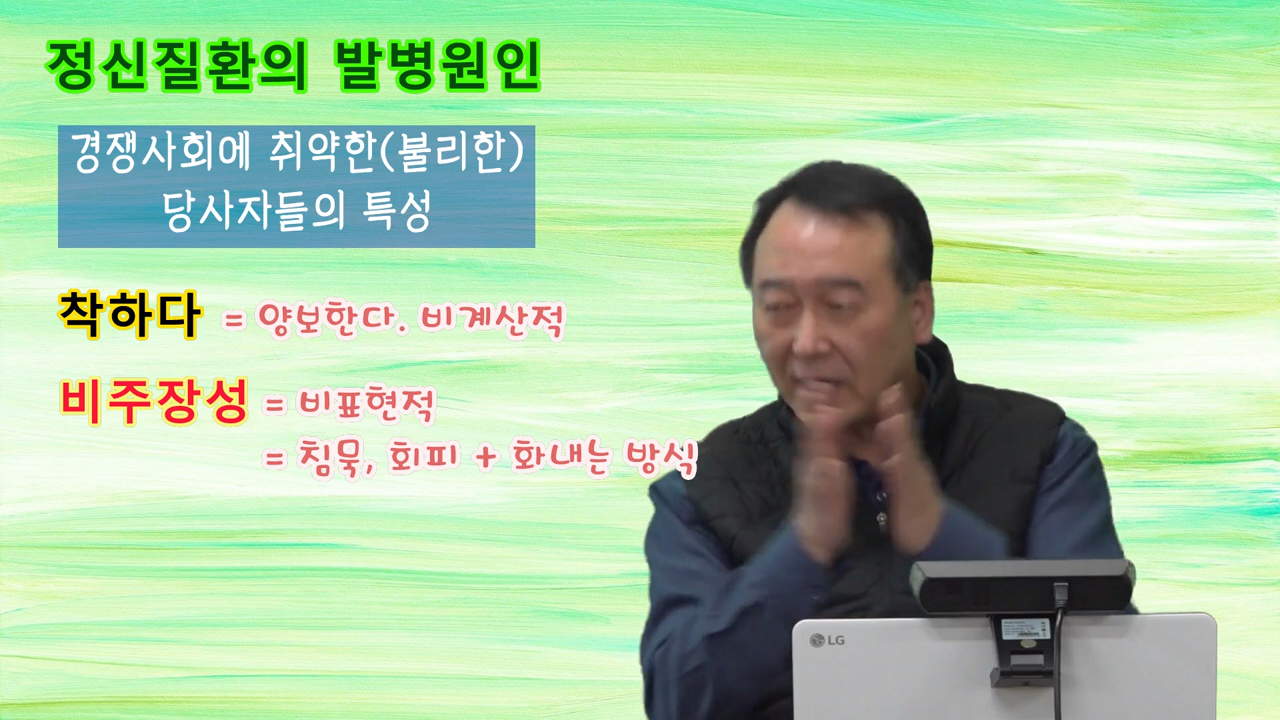 정신질환의 발병원인
경쟁사회에 취약한(불리한)
당사자들의 특성
착하다 = 양보한다. 비계산적
비주장성 = 비표현적
= 침묵, 회피 + 화내는 방식
LG